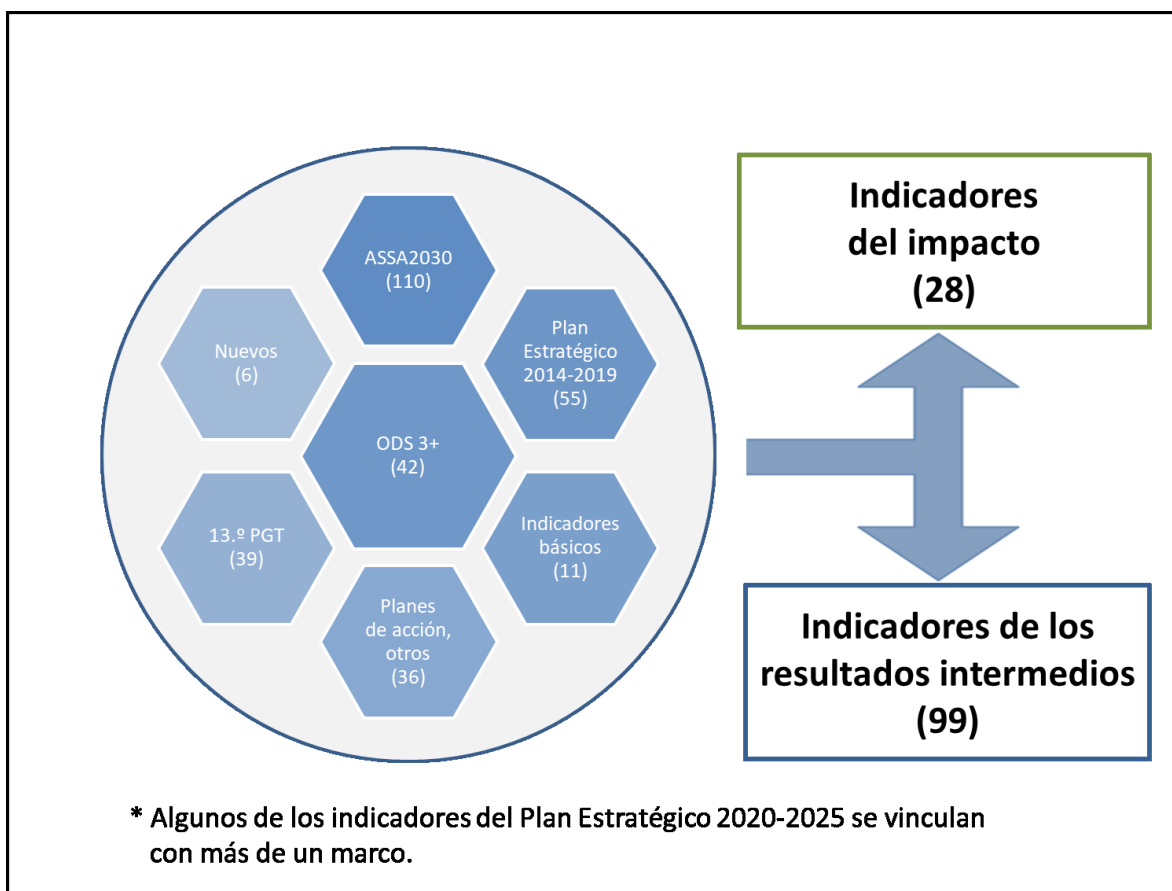 ASSA2030
(110)
Nuevos
(6)
Plan
Estratégico
2014-2019
(55)
ODS 3+
(42)
13.º PGT
(39)
Indicadores
básicos
(11)
Planes
de acción,
otros
(36)
Indicadores
del impacto
(28)
Indicadores de los
resultados intermedios
(99)
* Algunos de los indicadores del Plan Estratégico 2020-2025 se vinculan
con más de un marco.